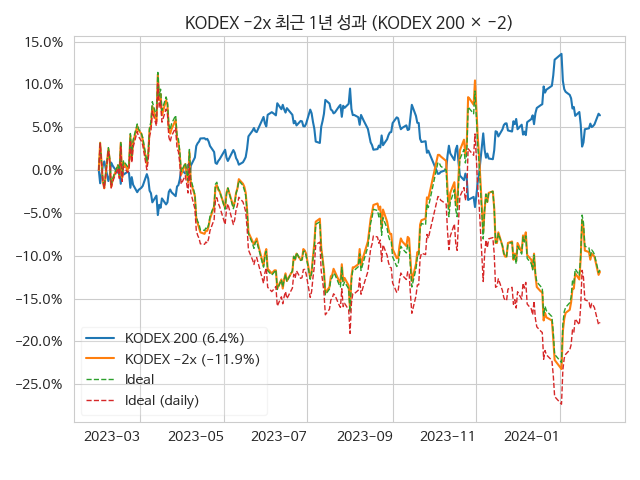 KODEX -2x 최근 1년 성과 (KODEX 200 × -2)
15.0%
10.0%
5.0%
0.0%
-5.0%
-10.0%
-15.0%
-20.0%
-25.0%
KODEX 200 (6.4%)
KODEX -2x (-11.9%)
Ideal
Ideal (daily)
2023-03 2023-05 2023-07 2023-09 2023-11 2024-01